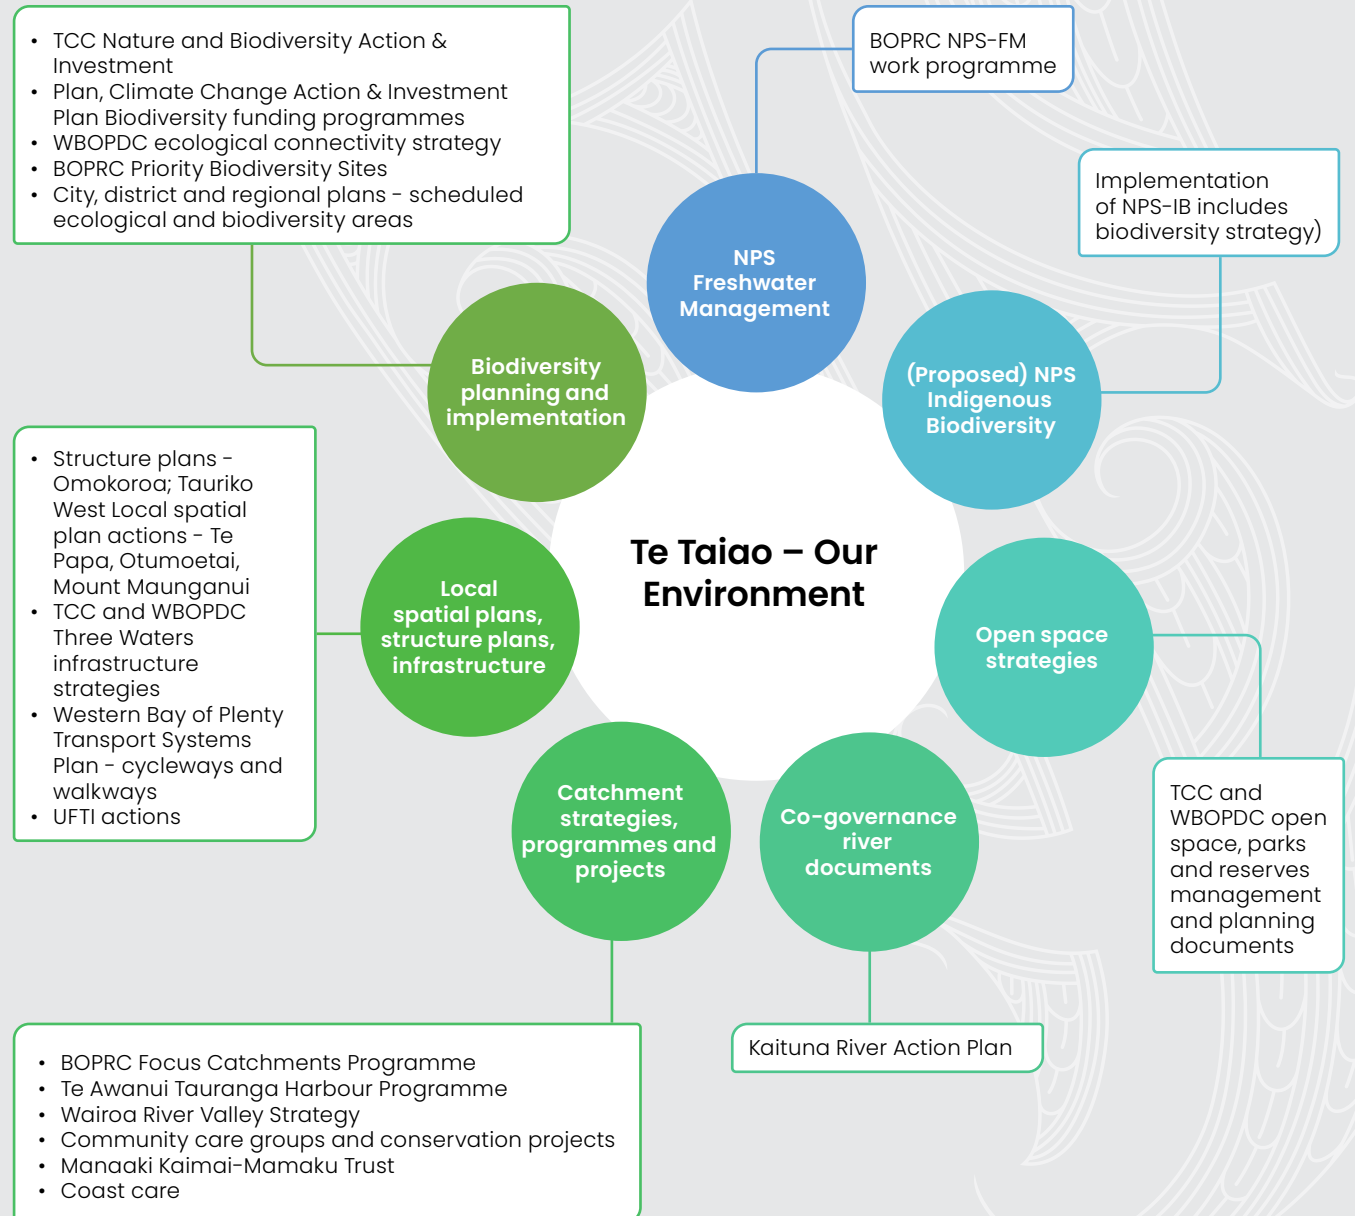 • TCC Nature and Biodiversity Action &
Investment
• Plan, Climate Change Action & Investment
Plan Biodiversity funding programmes
• WBOPDC ecological connectivity strategy
• BOPRC Priority Biodiversity Sites
• City, district and regional plans - scheduled
ecological and biodiversity areas
BOPRC NPS-FM
work programme
Implementation
of NPS-IB includes
biodiversity strategy)
NPS
Freshwater
Management
Biodiversity
planning and
implementation
(Proposed) NPS
Indigenous
Biodiversity
• Structure plans -
Omokoroa; Tauriko
West Local spatial
plan actions - Te
Papa, Otumoetai,
Mount Maunganui
• TCC and WBOPDC
Three Waters
infrastructure
strategies
• Western Bay of Plenty
Transport Systems
Plan - cycleways and
walkways
• UFTI actions
Te Taiao – Our
Environment
Local
spatial plans,
structure plans,
infrastructure
Open space
strategies
Catchment
strategies,
programmes and
projects
Co-governance
river
documents
TCC and
WBOPDC open
space, parks
and reserves
management
and planning
documents
Kaituna River Action Plan
• BOPRC Focus Catchments Programme
• Te Awanui Tauranga Harbour Programme
• Wairoa River Valley Strategy
• Community care groups and conservation projects
• Manaaki Kaimai-Mamaku Trust
• Coast care